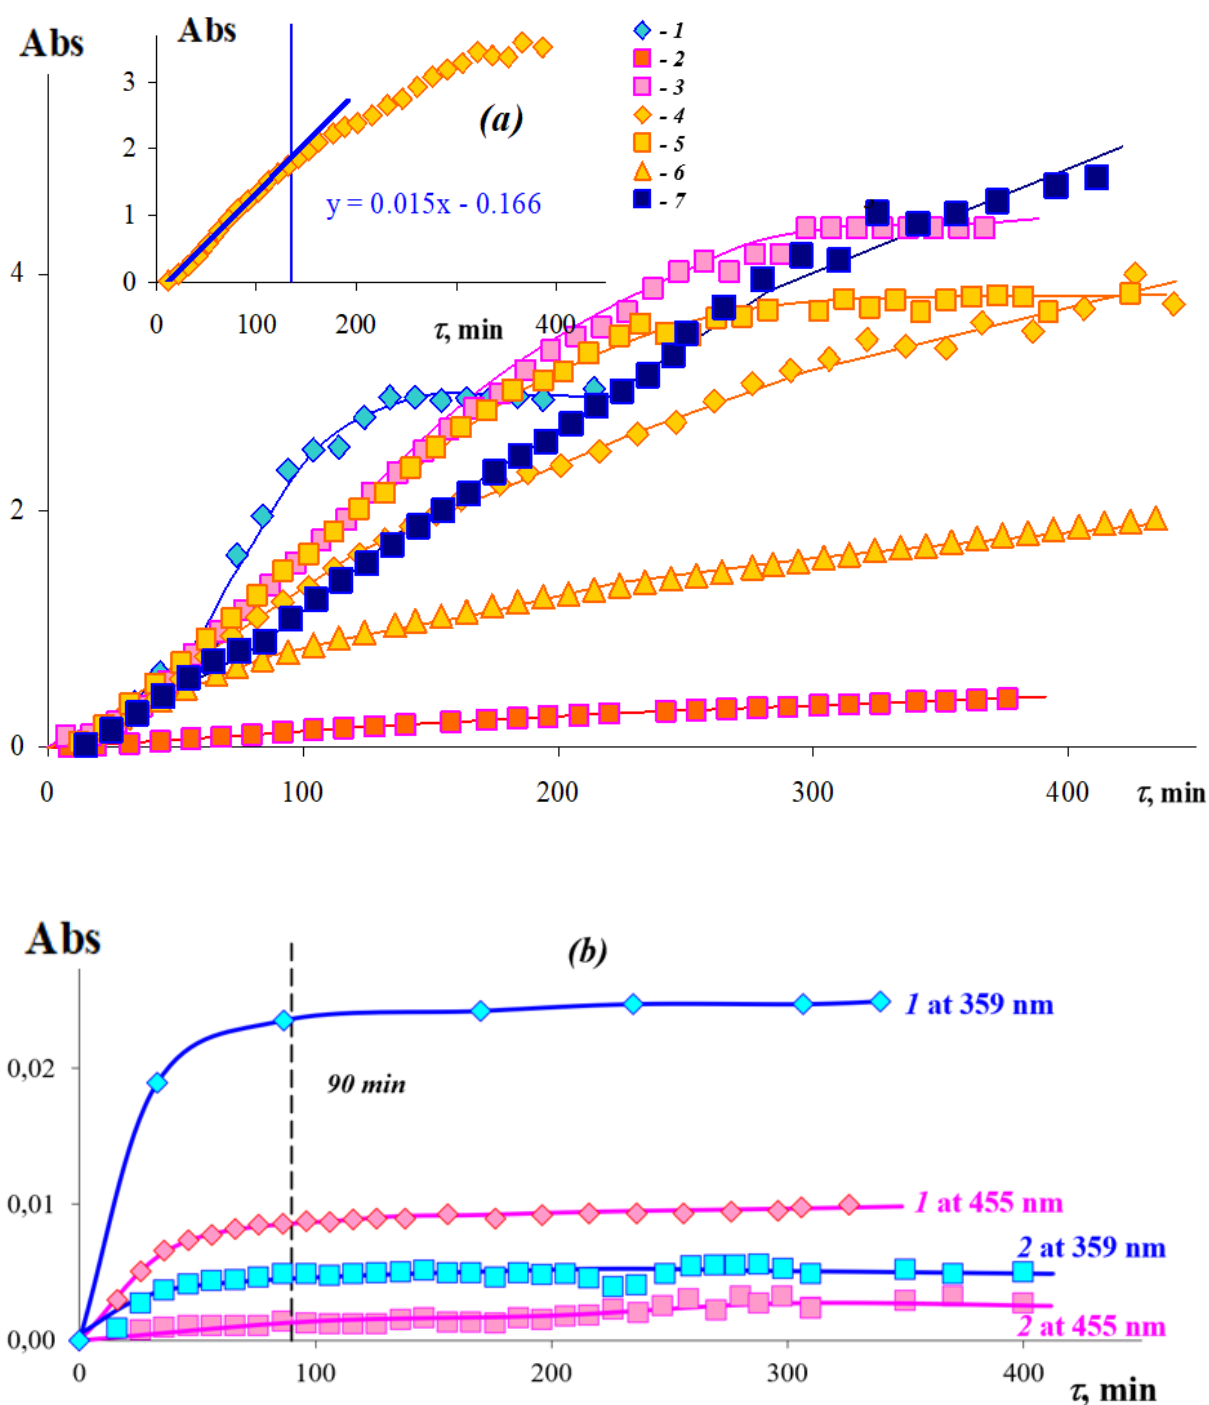 Abs
Abs
(a)
3
2
1
0
y = 0.015x - 0.166
0 100 200 τ, min 400
- 1
- 2
- 3
- 4
- 5
- 6
- 7
4
2
0
0 100 200 300 400 τ, min
Abs
(b)
1 at 359 nm
0,02
90 min
0,01
1 at 455 nm
2 at 359 nm
2 at 455 nm
0,00
0 100 200 300 400
τ, min